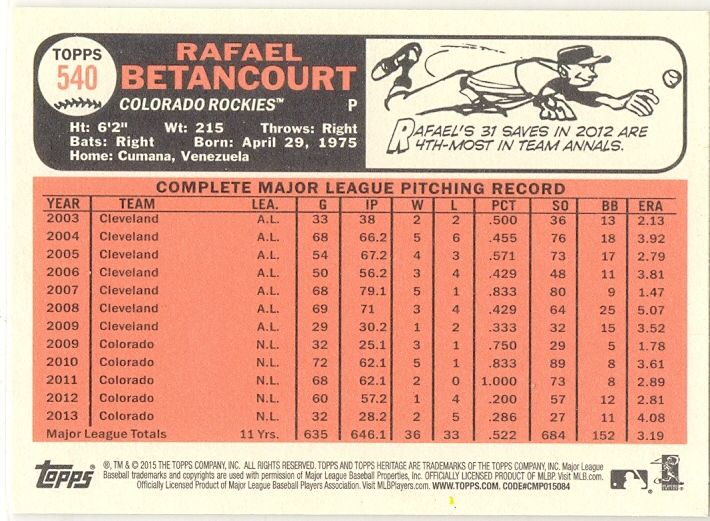 TOPPS
540
RAFAEL
BETANCOURT
COLORADO ROCKIES™ P
Ht: 6'2" Wt: 215 Throws: Right
Bats: Right Born: April 29, 1975
Home: Cumana, Venezuela
RAFAEL'S 31 SAVES IN 2012 ARE
4TH-MOST IN TEAM ANNALS.
COMPLETE MAJOR LEAGUE PITCHING RECORD
YEAR TEAM LEA. G IP W L PCT SO BB ERA
2003 Cleveland A.L. 33 38 2 2 .500 36 13 2.13
2004 Cleveland A.L. 68 66.2 5 6 .455 76 18 3.92
2005 Cleveland A.L. 54 67.2 4 3 .571 73 17 2.79
2006 Cleveland A.L. 50 56.2 3 4 .429 48 11 3.81
2007 Cleveland A.L. 68 79.1 5 1 .833 80 9 1.47
2008 Cleveland A.L. 69 71 3 4 .429 64 25 5.07
2009 Cleveland A.L. 29 30.2 1 2 .333 32 15 3.52
2009 Colorado N.L. 32 25.1 3 1 .750 29 5 1.78
2010 Colorado N.L. 72 62.1 5 1 .833 89 8 3.61
2011 Colorado N.L. 68 62.1 2 0 1.000 73 8 2.89
2012 Colorado N.L. 60 57.2 1 4 .200 57 12 2.81
2013 Colorado N.L. 32 28.2 2 5 .286 27 11 4.08
Major League Totals 11 Yrs. 635 646.1 36 33 .522 684 152 3.19
topps®
®, TM & © 2015 THE TOPPS COMPANY, INC. ALL RIGHTS RESERVED. TOPPS AND TOPPS HERITAGE ARE TRADEMARKS OF THE TOPPS COMPANY, INC. Major League
Baseball trademarks and copyrights are used with permission of Major League Baseball Properties, Inc. OFFICIALLY LICENSED PRODUCT OF MLBP. Visit MLB.com.
Officially Licensed Product of Major League Baseball Players Association. Visit MLBPlayers.com. WWW.TOPPS.COM. CODE#CMP015084